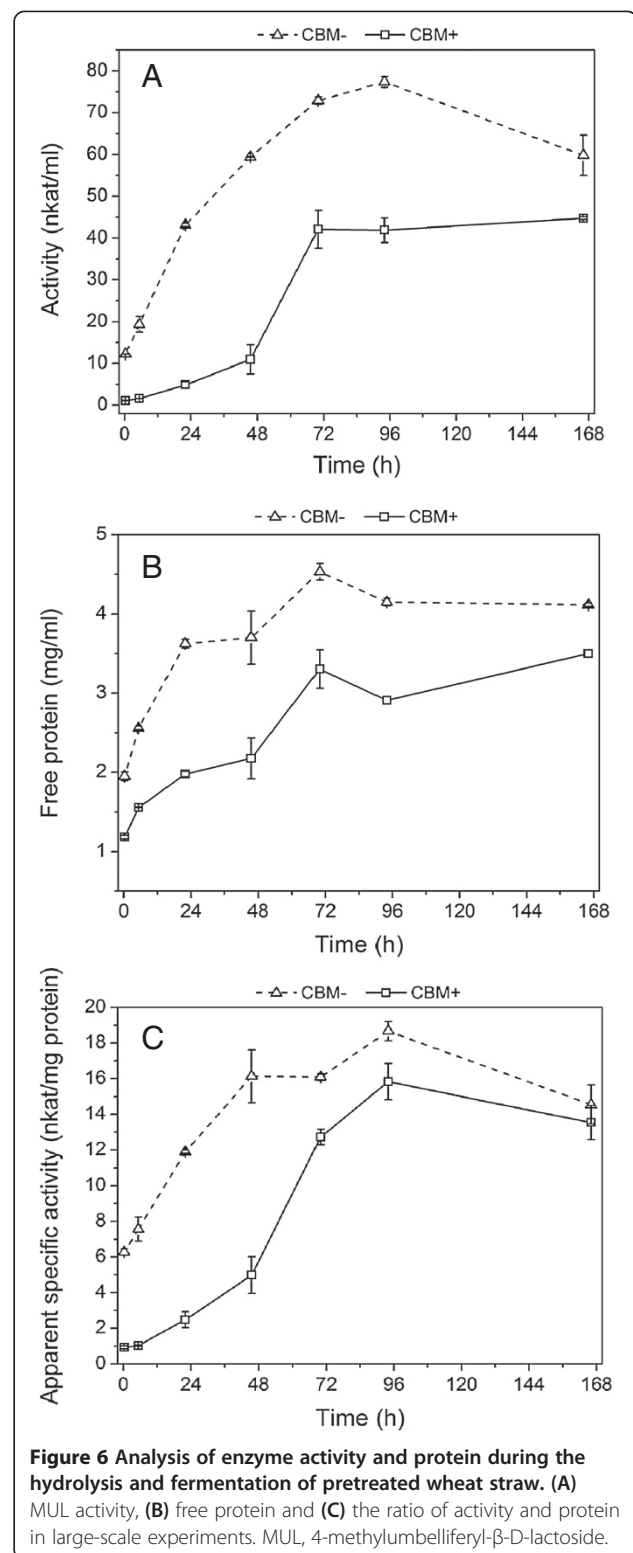 CBM- CBM+
A
80
70
60
50
40
30
20
10
0
Activity (nkat/ml)
0 24 48 72 96 120 144 168
Time (h)
CBM- CBM+
B
5
4
3
2
1
Free protein (mg/ml)
0 24 48 72 96 120 144 168
Time (h)
CBM- CBM+
C
20
18
16
14
12
10
8
6
4
2
0
Apparent specific activity (nkat/mg protein)
0 24 48 72 96 120 144 168
Time (h)
Figure 6 Analysis of enzyme activity and protein during the
hydrolysis and fermentation of pretreated wheat straw. (A)
MUL activity, (B) free protein and (C) the ratio of activity and protein
in large-scale experiments. MUL, 4-methylumbelliferyl-β-D-lactoside.